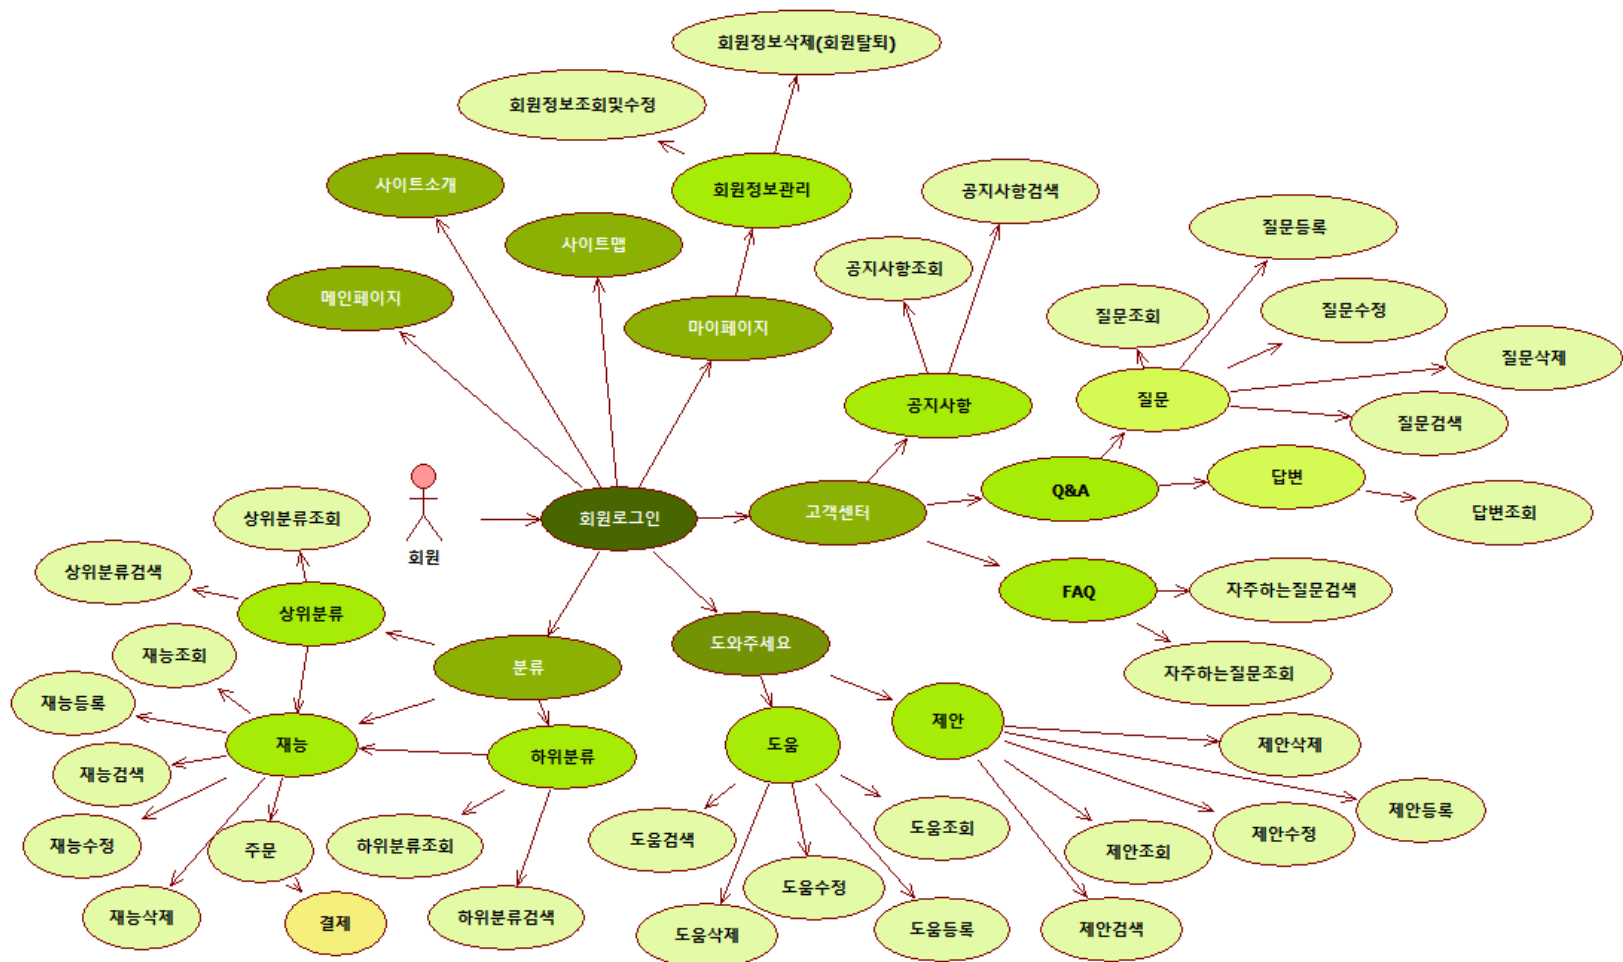 회원정보삭제(회원탈퇴)
회원정보조회및수정
사이트소개
회원정보관리
공지사항검색
질문등록
사이트맵
공지사항조회
메인페이지
마이페이지
질문조회
질문수정
질문삭제
공지사항
질문
질문검색
Q&A
답변
상위분류조회
회원로그인
고객센터
답변조회
회원
상위분류검색
상위분류
FAQ
자주하는질문검색
재능조회
분류
도와주세요
자주하는질문조회
재능등록
재능
하위분류
도움
제안
제안삭제
재능검색
제안등록
재능수정
주문
하위분류조회
도움검색
도움조회
제안조회
제안수정
재능삭제
결제
하위분류검색
도움수정
도움삭제
도움등록
제안검색